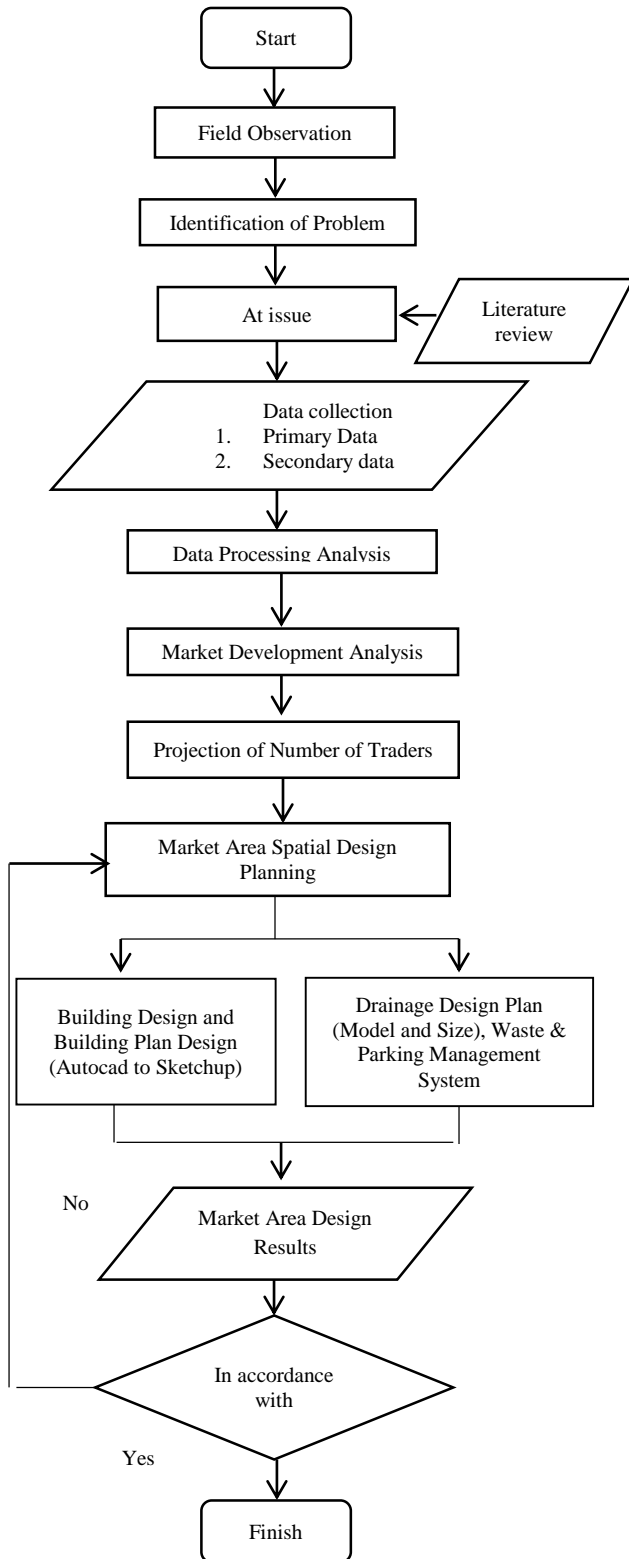 Start
Field Observation
Identification of Problem
At issue
Literature
review
Data collection
1. Primary Data
2. Secondary data
Data Processing Analysis
Market Development Analysis
Projection of Number of Traders
Market Area Spatial Design
Planning
Building Design and
Building Plan Design
(Autocad to Sketchup)
Drainage Design Plan
(Model and Size), Waste &
Parking Management
System
No
Market Area Design
Results
In accordance
with
Yes
Finish